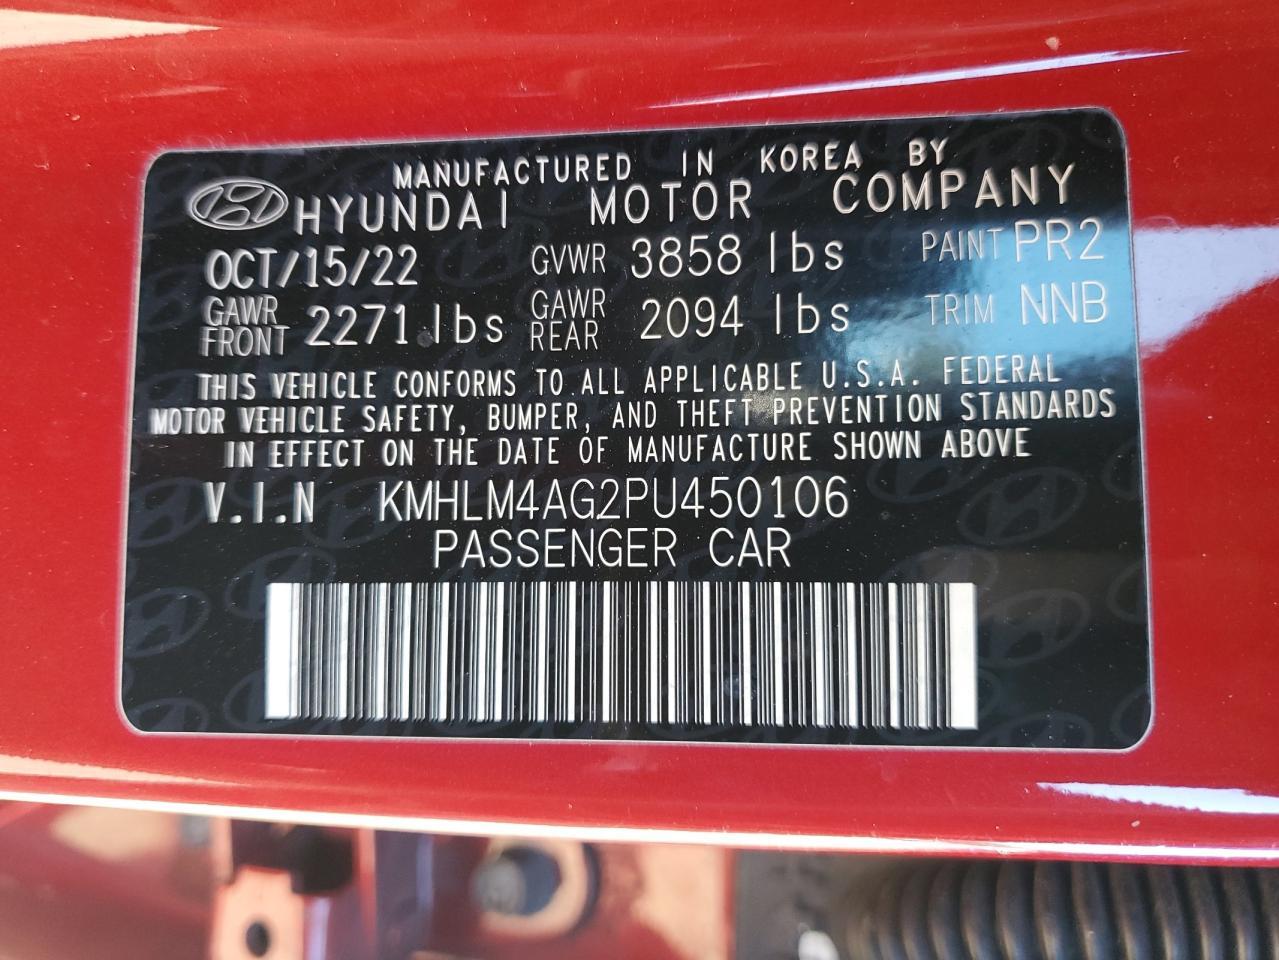 MANUFACTURED IN KOREA BY
HYUNDAI MOTOR COMPANY
OCT/15/22 GVWR 3858 lbs PAINT PR2
GAWR FRONT 2271 lbs GAWR REAR 2094 lbs TRIM NNB
THIS VEHICLE CONFORMS TO ALL APPLICABLE U.S.A. FEDERAL
MOTOR VEHICLE SAFETY, BUMPER, AND THEFT PREVENTION STANDARDS
IN EFFECT ON THE DATE OF MANUFACTURE SHOWN ABOVE
V.I.N KMHLM4AG2PU450106
PASSENGER CAR